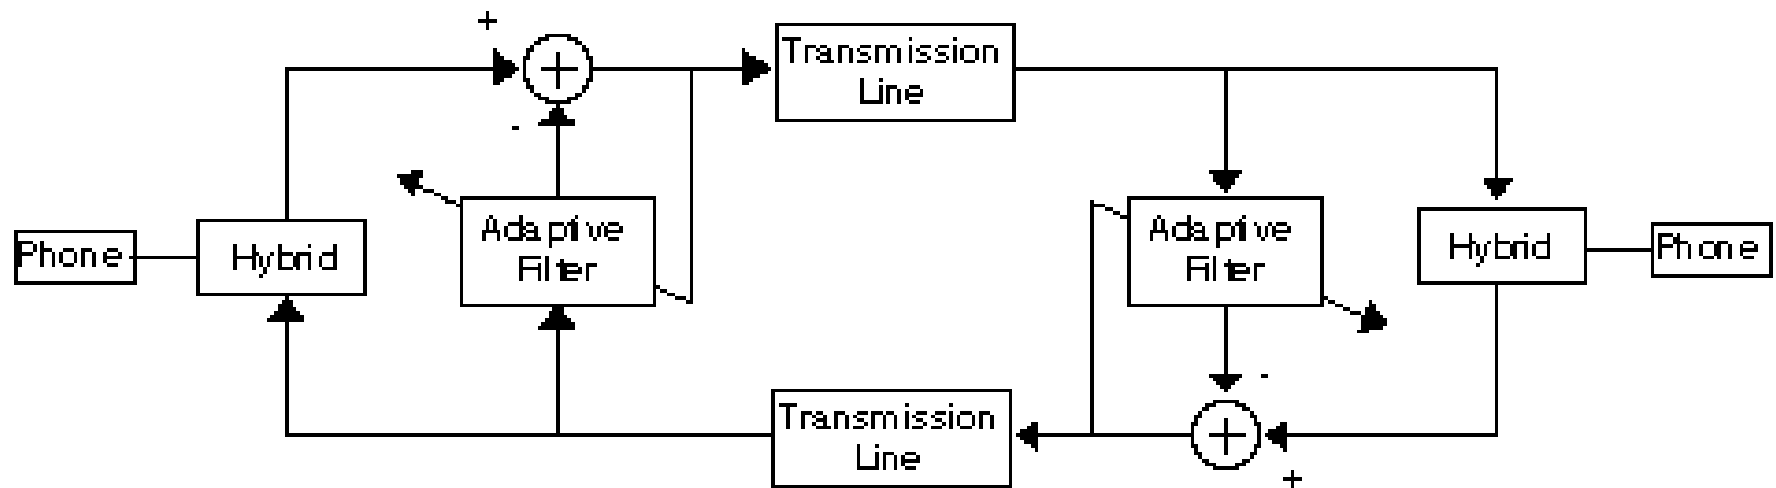 +
+
Transmission
Line
-
Phone
Hybrid
Adaptive
Filter
Adaptive
Filter
Hybrid
Phone
Transmission
Line
-
+
+